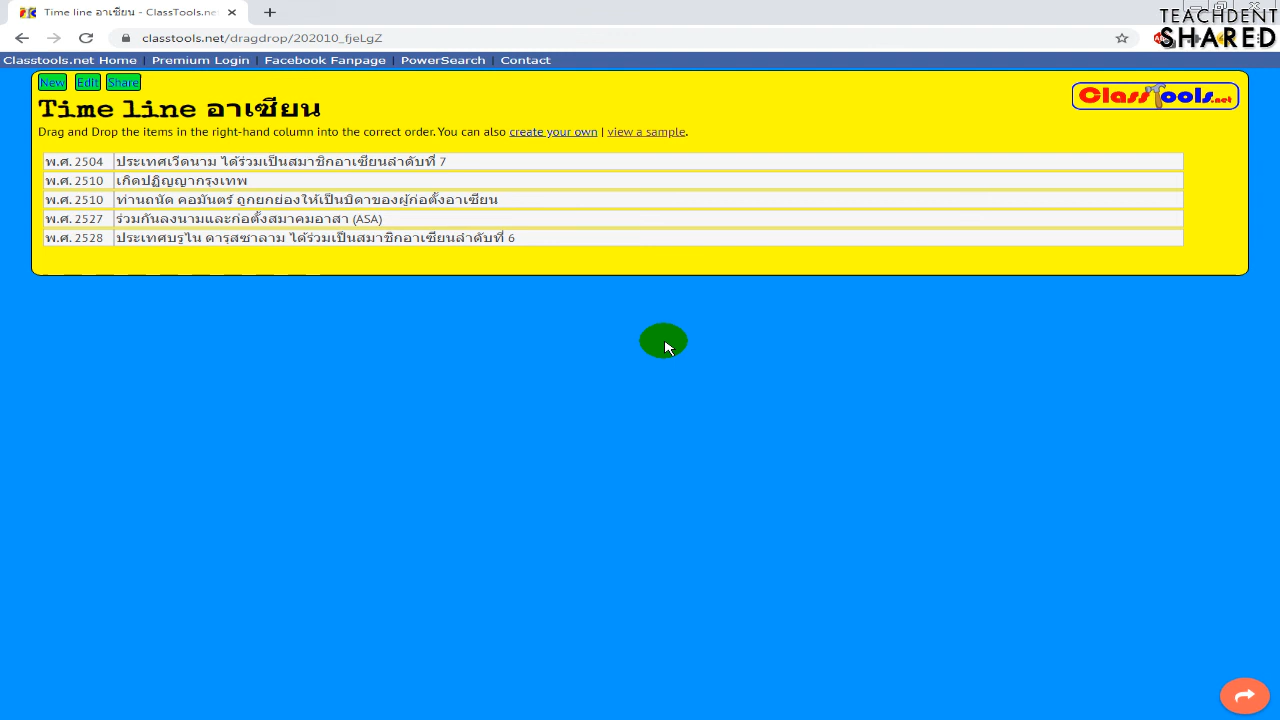 Time line อาเซียน - ClassTools.ne
TEACHDENT
SHARED
classtools.net/dragdrop/202010_fjeLgZ
Classtools.net Home | Premium Login | Facebook Fanpage | PowerSearch | Contact
New Edit Share
Time line อาเซียน
ClassTools.net
Drag and Drop the items in the right-hand column into the correct order. You can also create your own | view a sample.
พ.ศ. 2504 ประเทศเวีดนาม ได้ร่วมเป็นสมาชิกอาเซียนลำดับที่ 7
พ.ศ. 2510 เกิดปฏิญญากรุงเทพ
พ.ศ. 2510 ท่านถนัด คอมันตร์ ถูกยกย่องให้เป็นบิดาของผู้ก่อตั้งอาเซียน
พ.ศ. 2527 ร่วมกันลงนามและก่อตั้งสมาคมอาสา (ASA)
พ.ศ. 2528 ประเทศบรูไน ดารุสซาลาม ได้ร่วมเป็นสมาชิกอาเซียนลำดับที่ 6